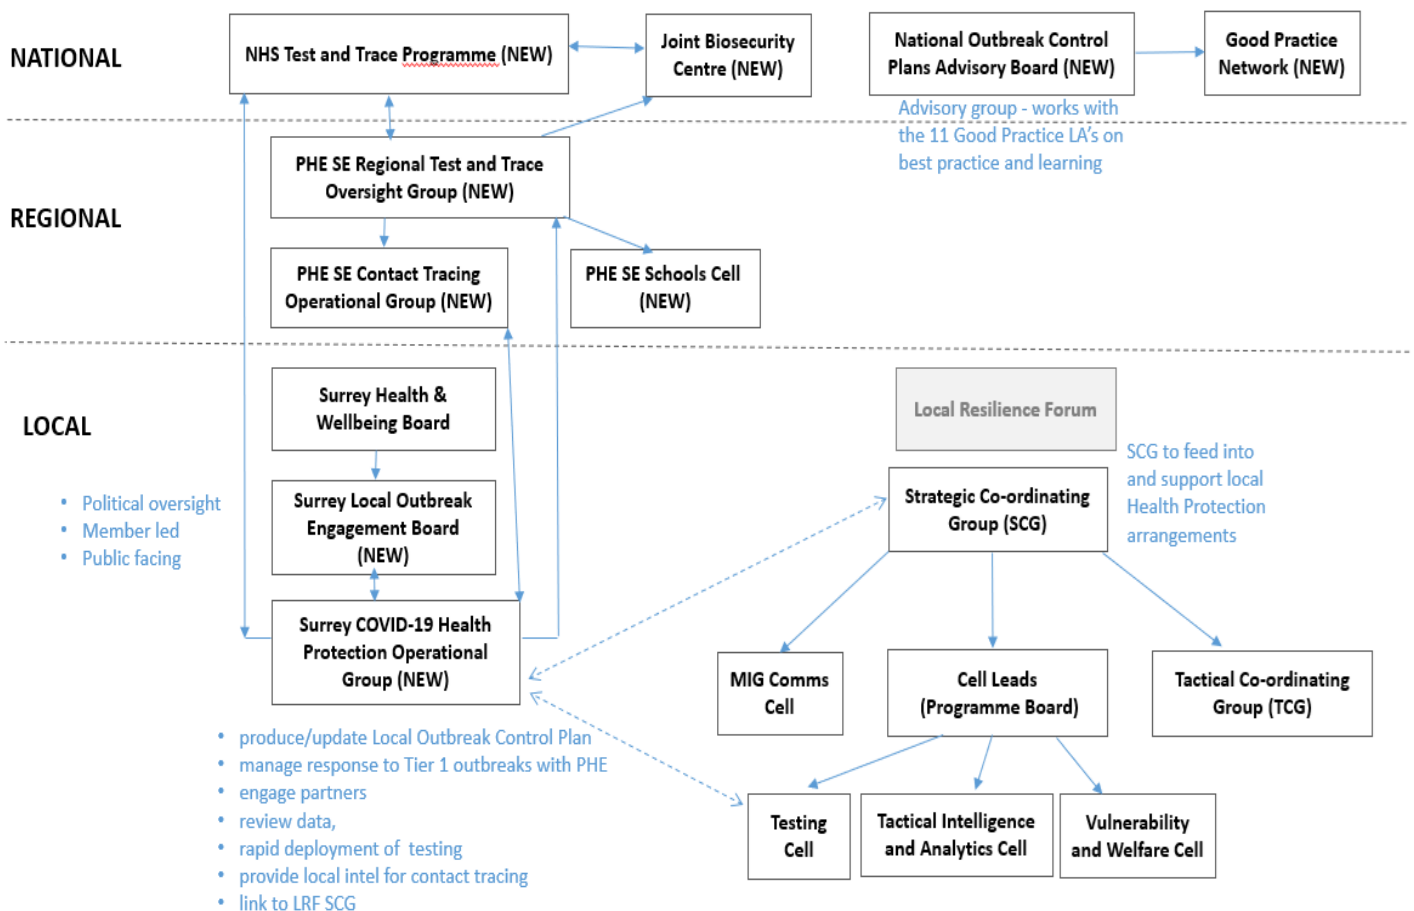 NATIONAL
NHS Test and Trace Programme (NEW)
Joint Biosecurity
Centre (NEW)
National Outbreak Control
Plans Advisory Board (NEW)
Good Practice
Network (NEW)
Advisory group - works with
the 11 Good Practice LA's on
best practice and learning
REGIONAL
PHE SE Regional Test and Trace
Oversight Group (NEW)
PHE SE Contact Tracing
Operational Group (NEW)
PHE SE Schools Cell
(NEW)
LOCAL
• Political oversight
• Member led
• Public facing
Surrey Health &
Wellbeing Board
Surrey Local Outbreak
Engagement Board
(NEW)
Surrey COVID-19 Health
Protection Operational
Group (NEW)
• produce/update Local Outbreak Control Plan
• manage response to Tier 1 outbreaks with PHE
• engage partners
• review data,
• rapid deployment of testing
• provide local intel for contact tracing
• link to LRF SCG
Local Resilience Forum
Strategic Co-ordinating
Group (SCG)
SCG to feed into
and support local
Health Protection
arrangements
MIG Comms
Cell
Cell Leads
(Programme Board)
Tactical Co-ordinating
Group (TCG)
Testing
Cell
Tactical Intelligence
and Analytics Cell
Vulnerability
and Welfare Cell